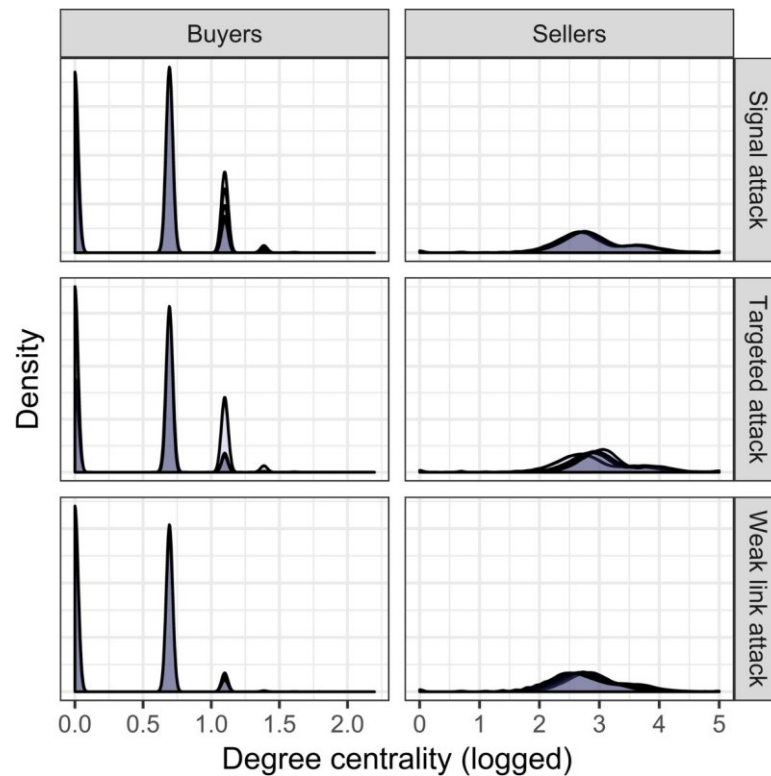 Buyers
Sellers
Signal attack
Targeted attack
Weak link attack
Density
0.0 0.5 1.0 1.5 2.0
0 1 2 3 4 5
Degree centrality (logged)